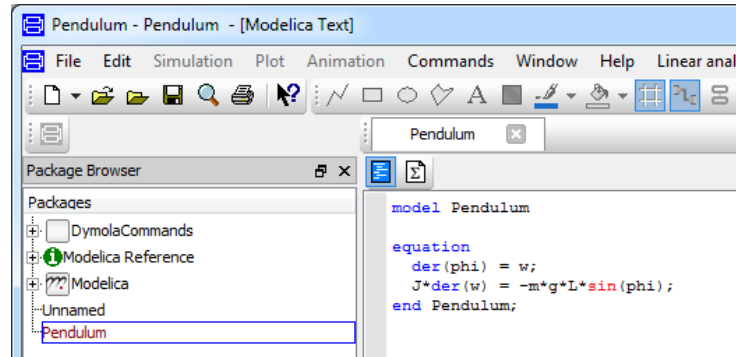 Pendulum - Pendulum - [Modelica Text]
File Edit Simulation Plot Animation Commands Window Help Linear anal
Pendulum
Package Browser
Packages
DymolaCommands
Modelica Reference
Modelica
Unnamed
Pendulum
model Pendulum
equation
der(phi) = w;
J*der(w) = -m*g*L*sin(phi);
end Pendulum;